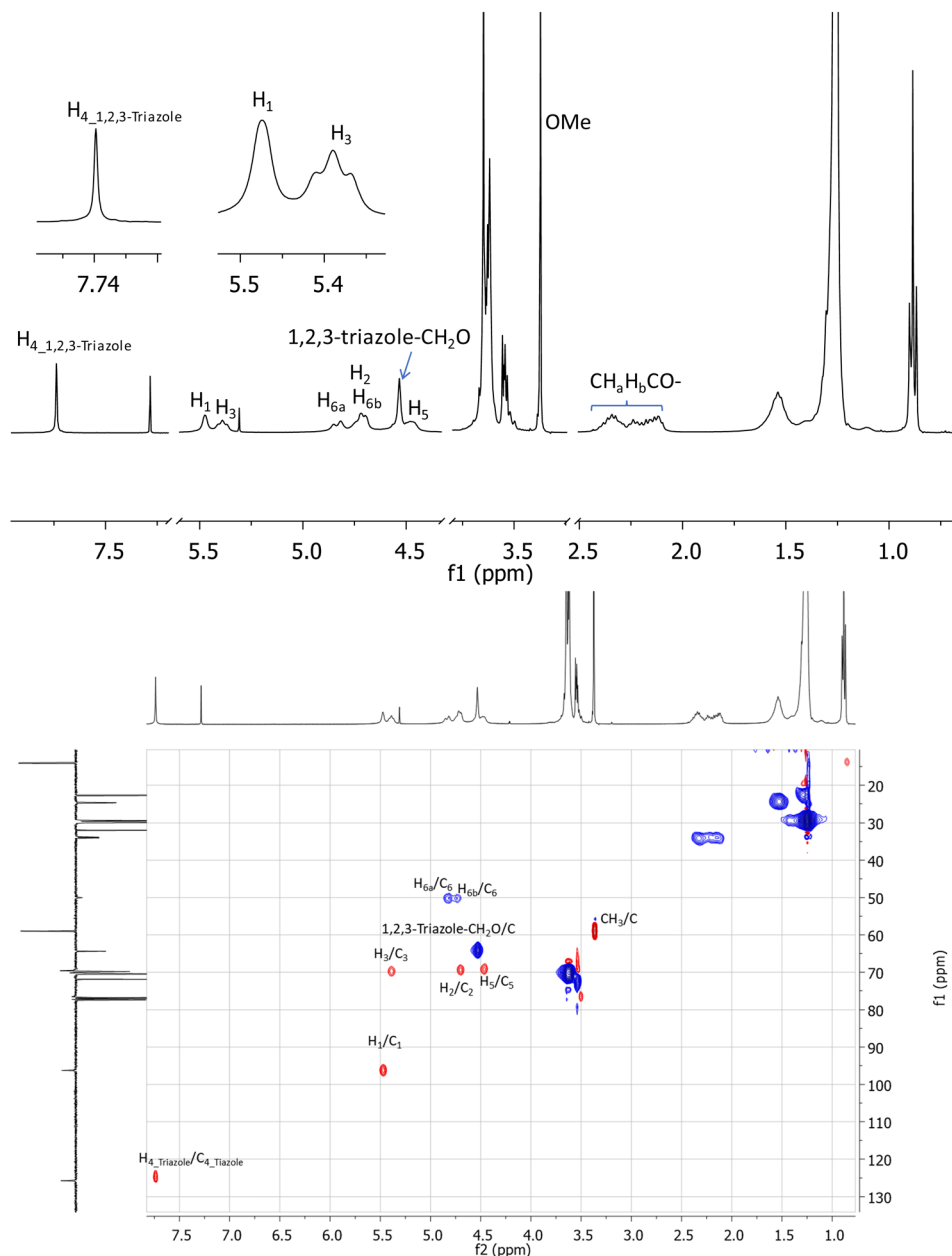 H4_1,2,3-Triazole
H1
H3
OMe
7.74
5.5 5.4
H4_1,2,3-Triazole
1,2,3-triazole-CH2O
H1
H3
H6a
H2
H6b
H5
CHaHbCO-
7.5 5.5 5.0 4.5 3.5 2.5 2.0 1.5 1.0
f1 (ppm)
H6a/C6
H6b/C6
1,2,3-Triazole-CH2O/C
CH3/C
H3/C3
H2/C2
H5/C5
H1/C1
H4_Triazole/C4_Tiazole
20
30
40
50
60
70
80
90
100
110
120
130
f1 (ppm)
7.5 7.0 6.5 6.0 5.5 5.0 4.5 4.0 3.5 3.0 2.5 2.0 1.5 1.0
f2 (ppm)